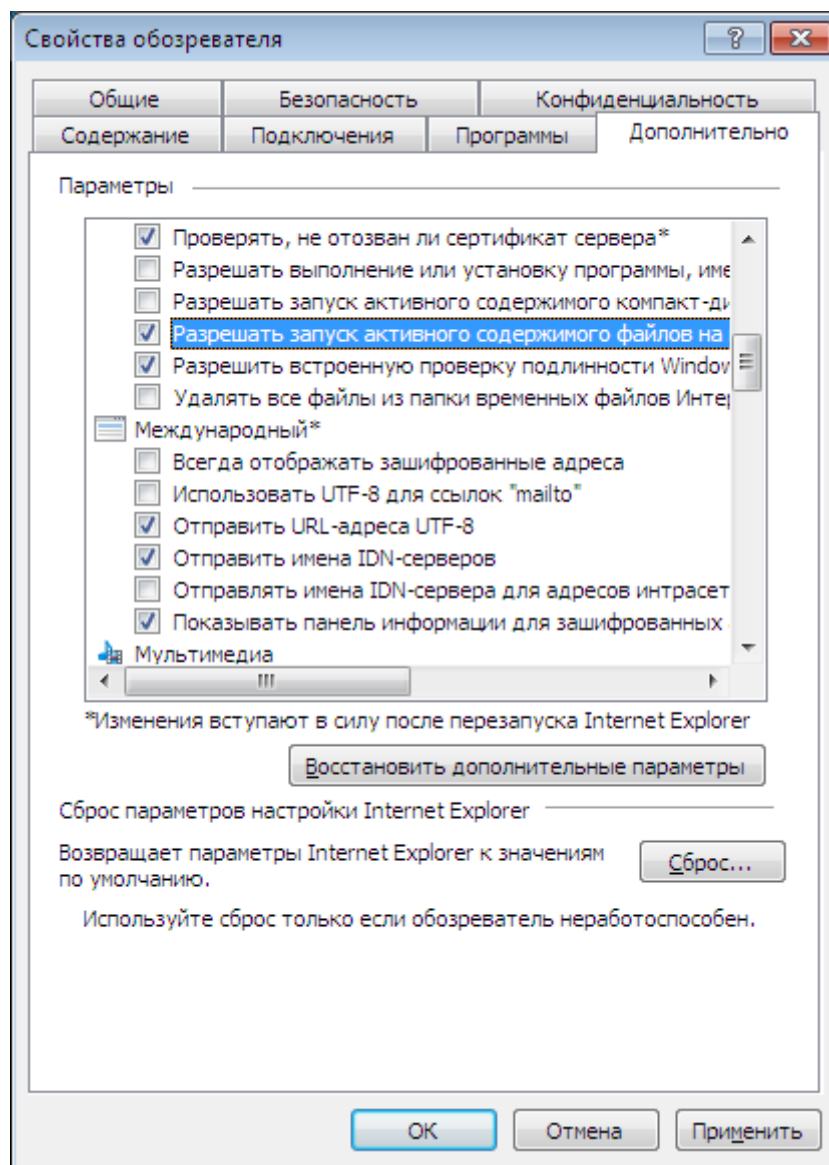 Свойства обозревателя
Общие Безопасность Конфиденциальность
Содержание Подключения Программы Дополнительно
Параметры
Проверять, не отозван ли сертификат сервера*
Разрешать выполнение или установку программы, име
Разрешать запуск активного содержимого компакт-ди
Разрешать запуск активного содержимого файлов на
Разрешить встроенную проверку подлинности Window
Удалять все файлы из папки временных файлов Интер
Международный*
Всегда отображать зашифрованные адреса
Использовать UTF-8 для ссылок "mailto"
Отправить URL-адреса UTF-8
Отправить имена IDN-серверов
Отправлять имена IDN-сервера для адресов интрасет
Показывать панель информации для зашифрованных
Мультимедиа
*Изменения вступают в силу после перезапуска Internet Explorer
Восстановить дополнительные параметры
Сброс параметров настройки Internet Explorer
Возвращает параметры Internet Explorer к значениям
по умолчанию.
Сброс...
Используйте сброс только если обозреватель неработоспособен.
ОК Отмена Применить